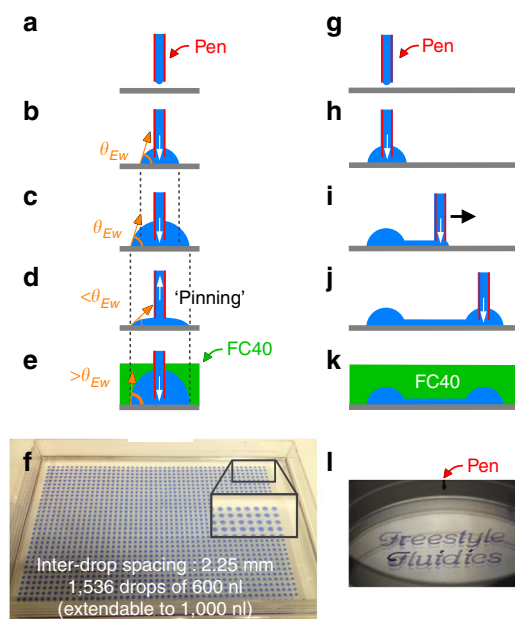 a
Pen
b
θEw
c
θEw
d
<θEw
'Pinning'
e
>θEw
FC40
f
Inter-drop spacing : 2.25 mm
1,536 drops of 600 nl
(extendable to 1,000 nl)
g
Pen
h
i
j
k
FC40
l
Pen
Freestyle
Fluidics